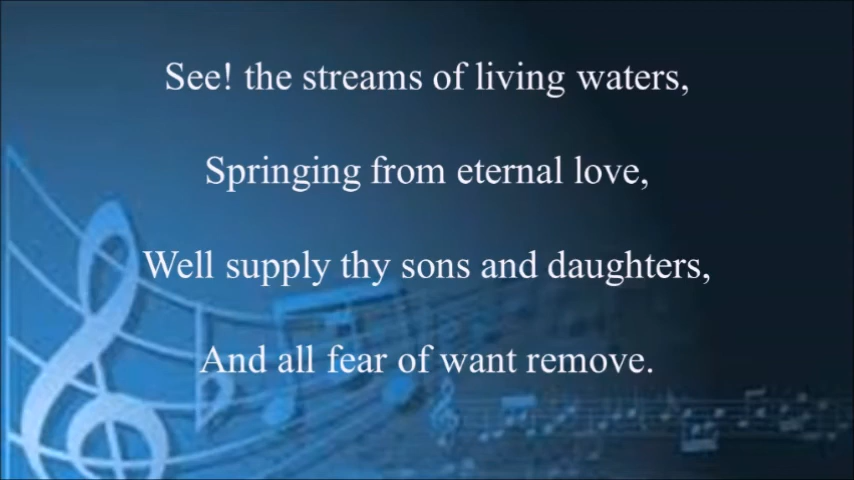 See! the streams of living waters,
Springing from eternal love,
Well supply thy sons and daughters,
And all fear of want remove.